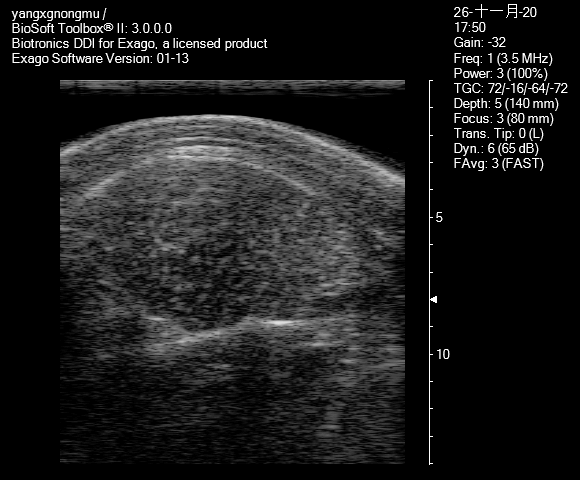 yangxgnongmu /
BioSoft Toolbox® II: 3.0.0.0
Biotronics DDI for Exago, a licensed product
Exago Software Version: 01-13
26-十一月-20
17:50
Gain: -32
Freq: 1 (3.5 MHz)
Power: 3 (100%)
TGC: 72/-16/-64/-72
Depth: 5 (140 mm)
Focus: 3 (80 mm)
Trans. Tip: 0 (L)
Dyn.: 6 (65 dB)
FAvg: 3 (FAST)
5
10